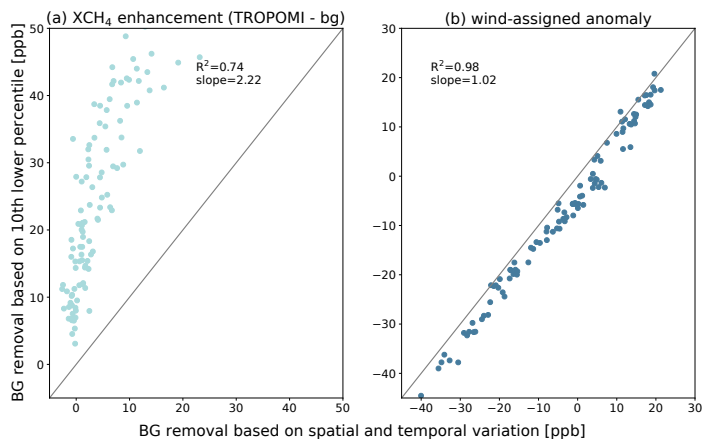 (a) XCH₄ enhancement (TROPOMI - bg)
(b) wind-assigned anomaly
R²=0.74
slope=2.22
R²=0.98
slope=1.02
BG removal based on 10th lower percentile [ppb]
50
40
30
20
10
0
0 10 20 30 40 50
30
20
10
0
−10
−20
−30
−40
−40 −30 −20 −10 0 10 20 30
BG removal based on spatial and temporal variation [ppb]